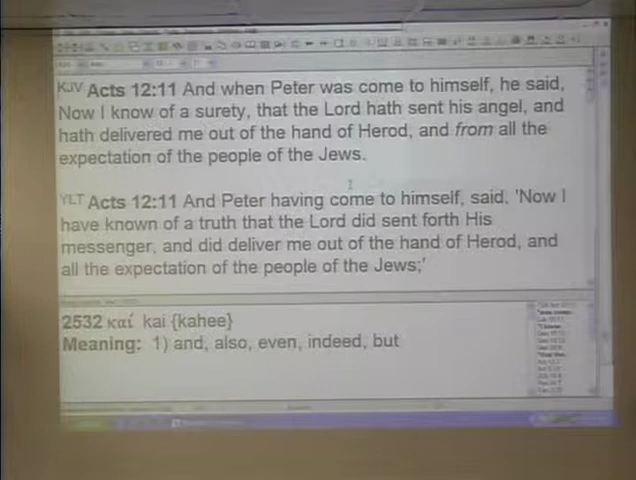 KJV Acts 12:11 And when Peter was come to himself, he said,
Now I know of a surety, that the Lord hath sent his angel, and
hath delivered me out of the hand of Herod, and from all the
expectation of the people of the Jews.
YLT Acts 12:11 And Peter having come to himself, said, 'Now I
have known of a truth that the Lord did sent forth His
messenger, and did deliver me out of the hand of Herod, and
all the expectation of the people of the Jews;'
2532 καί kai {kahee}
Meaning: 1) and, also, even, indeed, but